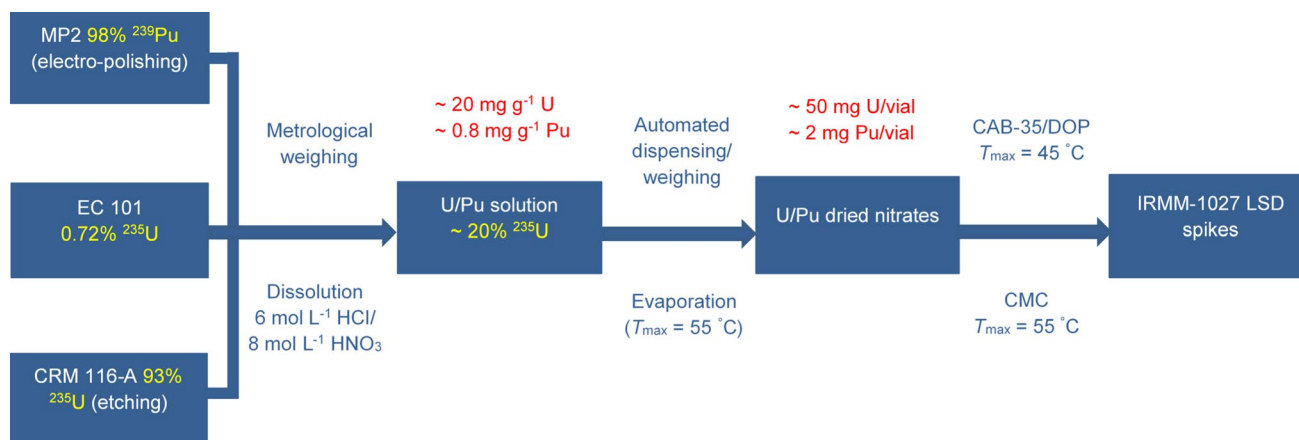 MP2 98% ²³⁹Pu
(electro-polishing)
EC 101
0.72% ²³⁵U
CRM 116-A 93%
²³⁵U (etching)
Metrological
weighing
Dissolution
6 mol L⁻¹ HCl/
8 mol L⁻¹ HNO₃
~ 20 mg g⁻¹ U
~ 0.8 mg g⁻¹ Pu
U/Pu solution
~ 20% ²³⁵U
Automated
dispensing/
weighing
Evaporation
(Tmax = 55 °C)
~ 50 mg U/vial
~ 2 mg Pu/vial
U/Pu dried nitrates
CAB-35/DOP
Tmax = 45 °C
CMC
Tmax = 55 °C
IRMM-1027 LSD
spikes